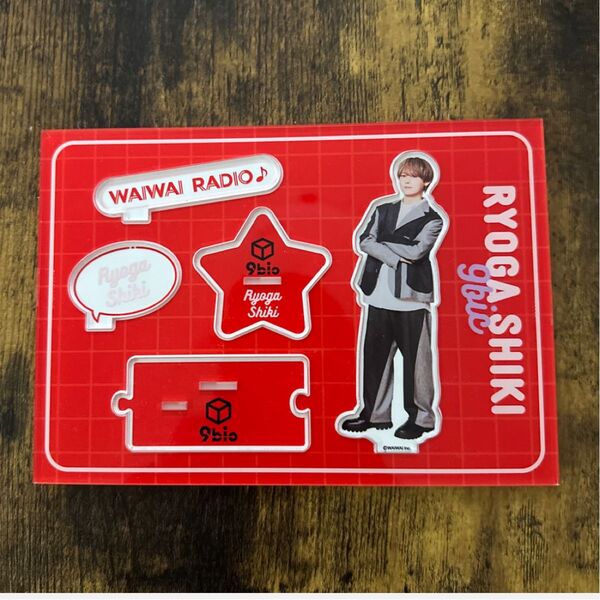 WAIWAI RADIO♪
Ryoga
Shiki
9bic
Ryoga
Shiki
9bic
©WAIWAI Inc.
RYOGA SHIKI
9bic